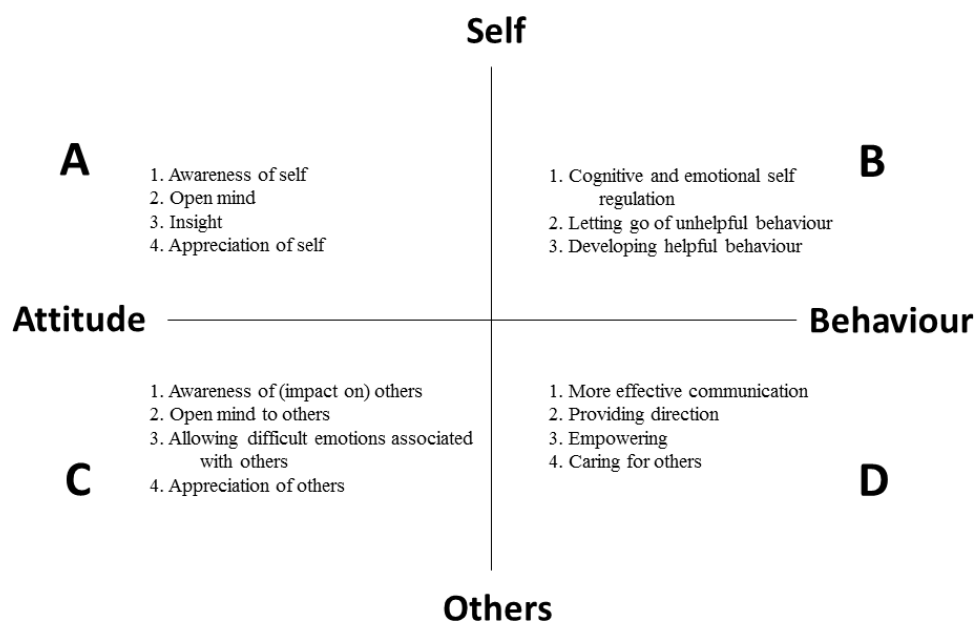 Self
A
1. Awareness of self
2. Open mind
3. Insight
4. Appreciation of self
B
1. Cognitive and emotional self
regulation
2. Letting go of unhelpful behaviour
3. Developing helpful behaviour
Attitude
Behaviour
1. Awareness of (impact on) others
2. Open mind to others
3. Allowing difficult emotions associated
with others
4. Appreciation of others
C
1. More effective communication
2. Providing direction
3. Empowering
4. Caring for others
D
Others